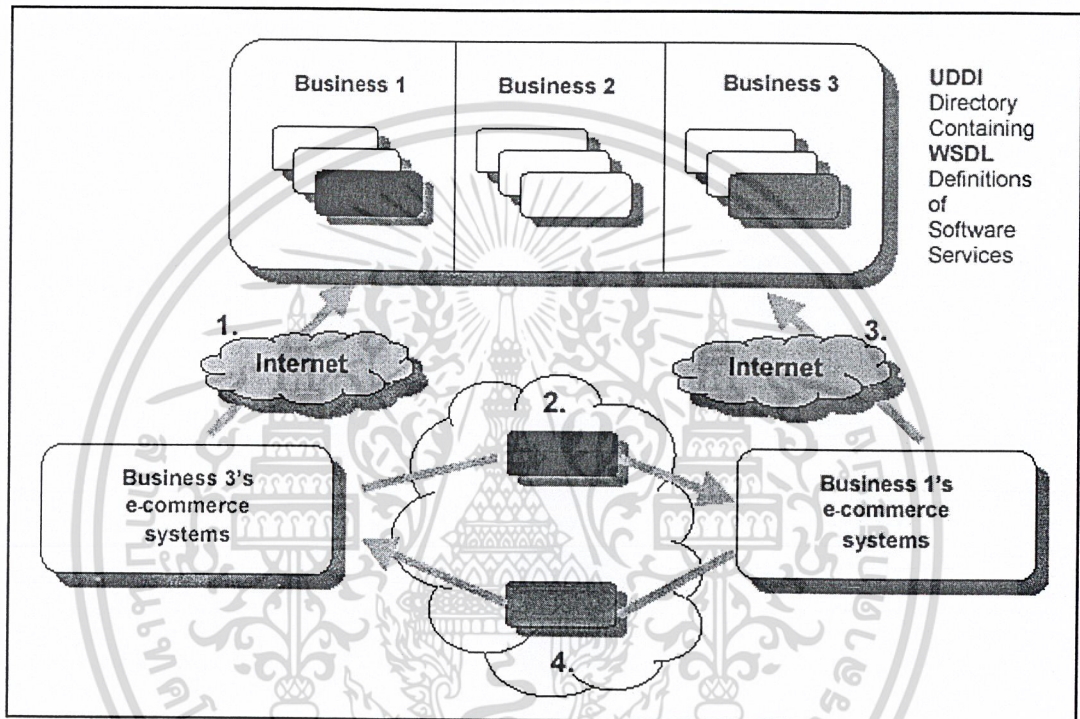 Business 1
Business 2
Business 3
UDDI
Directory
Containing
WSDL
Definitions
of
Software
Services
1.
Internet
3.
Internet
2.
Business 3's
e-commerce
systems
Business 1's
e-commerce
systems
4.